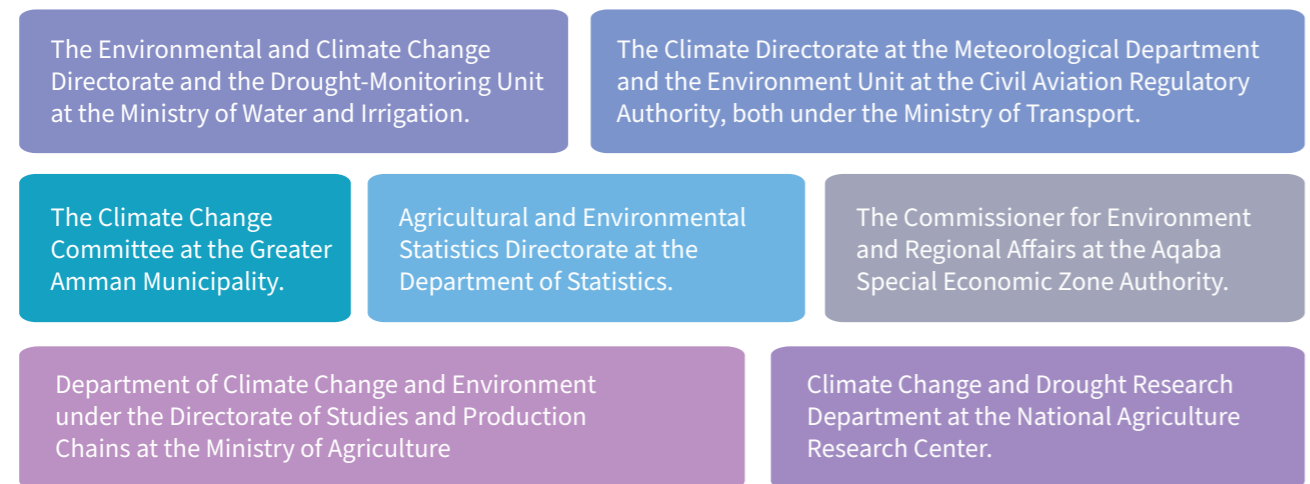 The Environmental and Climate Change
Directorate and the Drought-Monitoring Unit
at the Ministry of Water and Irrigation.
The Climate Directorate at the Meteorological Department
and the Environment Unit at the Civil Aviation Regulatory
Authority, both under the Ministry of Transport.
The Climate Change
Committee at the Greater
Amman Municipality.
Agricultural and Environmental
Statistics Directorate at the
Department of Statistics.
The Commissioner for Environment
and Regional Affairs at the Aqaba
Special Economic Zone Authority.
Department of Climate Change and Environment
under the Directorate of Studies and Production
Chains at the Ministry of Agriculture
Climate Change and Drought Research
Department at the National Agriculture
Research Center.